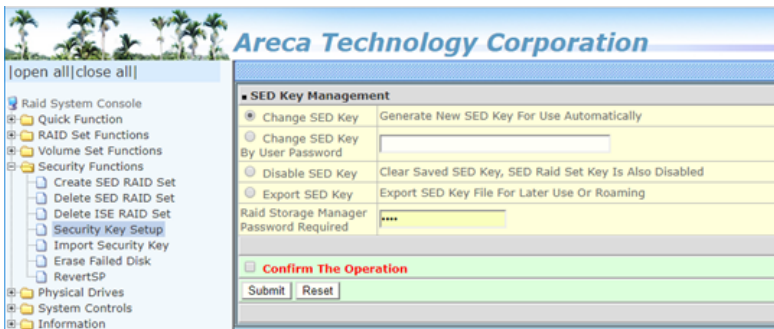 Areca Technology Corporation
|open all|close all|
Raid System Console
Quick Function
RAID Set Functions
Volume Set Functions
Security Functions
Create SED RAID Set
Delete SED RAID Set
Delete ISE RAID Set
Security Key Setup
Import Security Key
Erase Failed Disk
RevertSP
Physical Drives
System Controls
Information
SED Key Management
Change SED Key Generate New SED Key For Use Automatically
Change SED Key
By User Password
Disable SED Key Clear Saved SED Key, SED Raid Set Key Is Also Disabled
Export SED Key Export SED Key File For Later Use Or Roaming
Raid Storage Manager
Password Required ••••
Confirm The Operation
Submit Reset